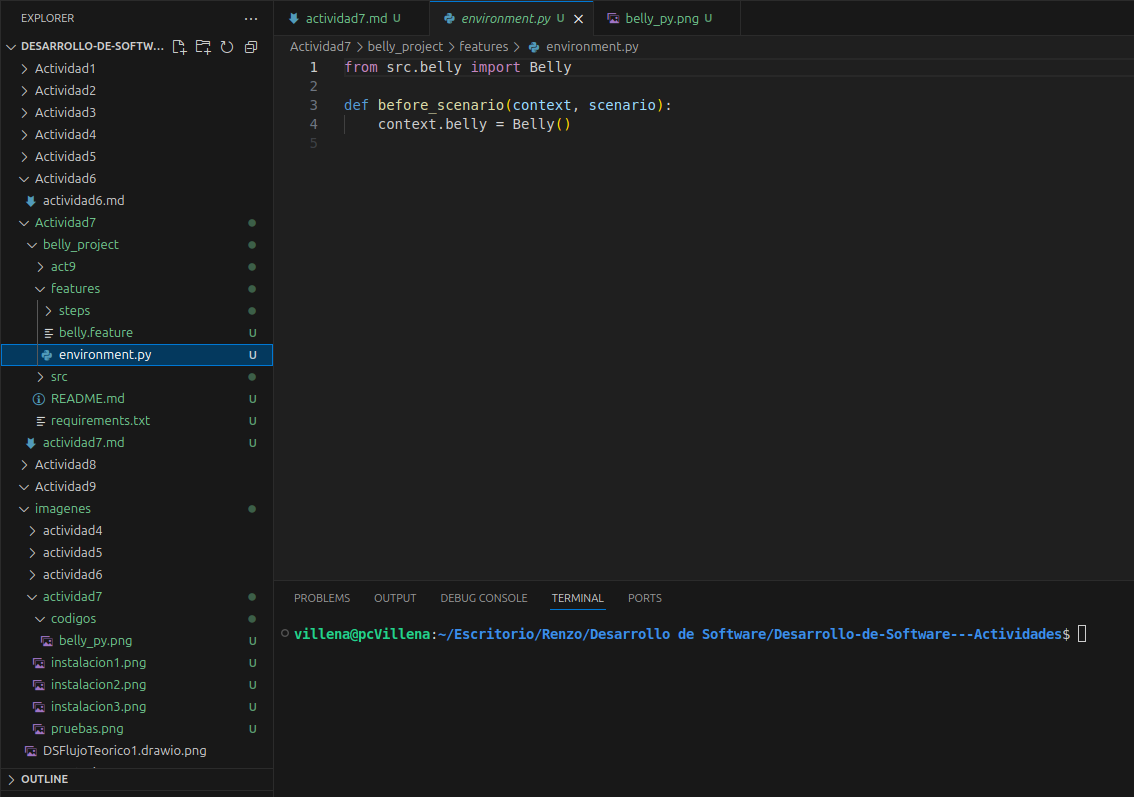 EXPLORER
DESARROLLO-DE-SOFTW...
Actividad1
Actividad2
Actividad3
Actividad4
Actividad5
Actividad6
actividad6.md
Actividad7
belly_project
act9
features
steps
belly.feature U
environment.py U
src
README.md U
requirements.txt U
actividad7.md U
Actividad8
Actividad9
imagenes
actividad4
actividad5
actividad6
actividad7
codigos
belly_py.png U
instalacion1.png U
instalacion2.png U
instalacion3.png U
pruebas.png U
DSFlujoTeorico1.drawio.png
OUTLINE
actividad7.md U environment.py U belly_py.png U
Actividad7 > belly_project > features > environment.py
1 from src.belly import Belly
2
3 def before_scenario(context, scenario):
4 context.belly = Belly()
5
PROBLEMS OUTPUT DEBUG CONSOLE TERMINAL PORTS
villena@pcVillena:~/Escritorio/Renzo/Desarrollo de Software/Desarrollo-de-Software---Actividades$